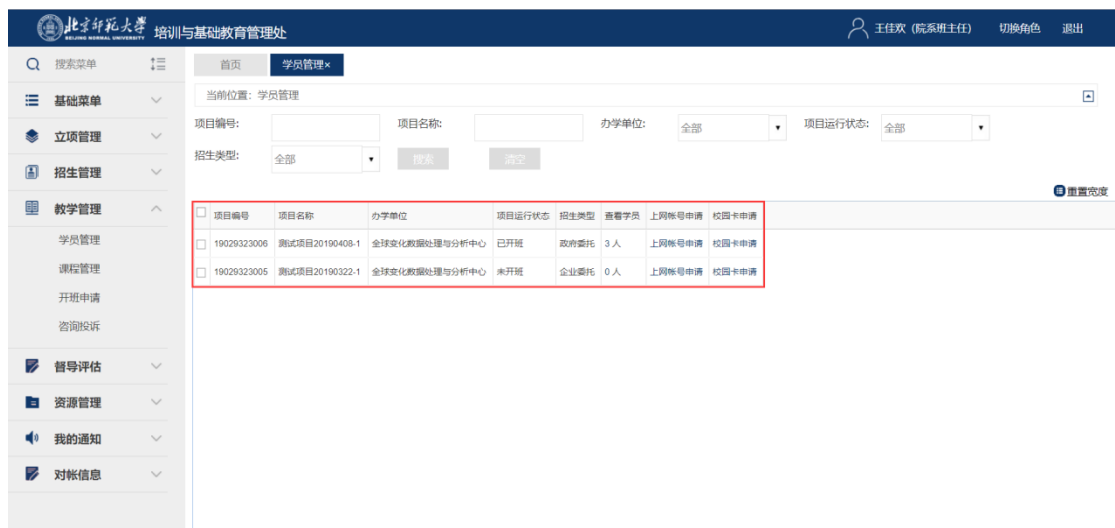 北京师范大学 培训与基础教育管理处
BEIJING NORMAL UNIVERSITY
王佳欢（院系班主任） 切换角色 退出
搜索菜单
首页 学员管理×
基础菜单
当前位置：学员管理
项目编号: 项目名称: 办学单位: 全部 项目运行状态: 全部
立项管理
招生类型: 全部 搜索 清空
招生管理
重置宽度
教学管理
项目编号 项目名称 办学单位 项目运行状态 招生类型 查看学员 上网帐号申请 校园卡申请
学员管理
19029323006 测试项目20190408-1 全球变化数据处理与分析中心 已开班 政府委托 3 人 上网帐号申请 校园卡申请
课程管理
19029323005 测试项目20190322-1 全球变化数据处理与分析中心 未开班 企业委托 0 人 上网帐号申请 校园卡申请
开班申请
咨询投诉
督导评估
资源管理
我的通知
对帐信息